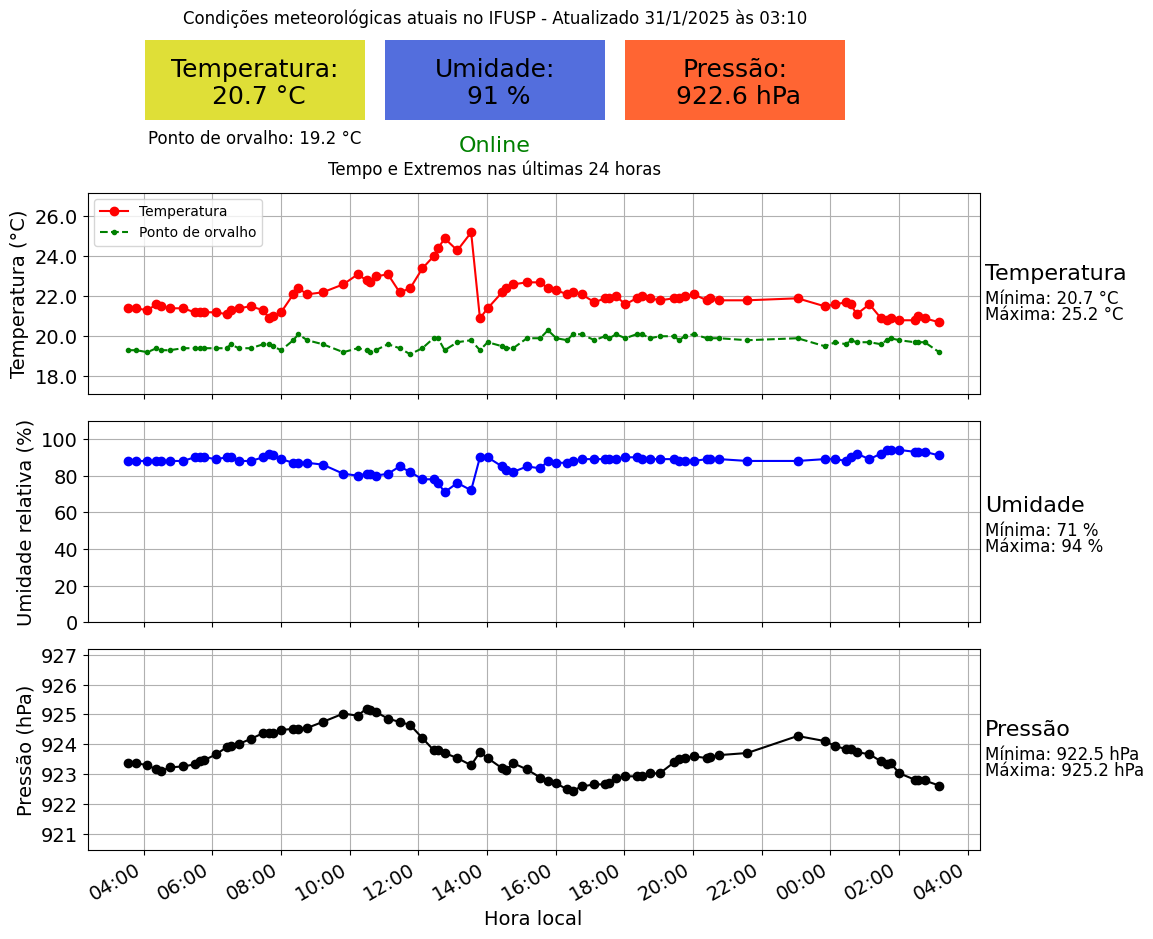 Condições meteorológicas atuais no IFUSP - Atualizado 31/1/2025 às 03:10
Temperatura:
20.7 °C
Umidade:
91 %
Pressão:
922.6 hPa
Ponto de orvalho: 19.2 °C
Online
Tempo e Extremos nas últimas 24 horas
Temperatura (°C)
26.0
24.0
22.0
20.0
18.0
Temperatura
Ponto de orvalho
Temperatura
Mínima: 20.7 °C
Máxima: 25.2 °C
Umidade relativa (%)
100
80
60
40
20
0
Umidade
Mínima: 71 %
Máxima: 94 %
Pressão (hPa)
927
926
925
924
923
922
921
Pressão
Mínima: 922.5 hPa
Máxima: 925.2 hPa
04:00
06:00
08:00
10:00
12:00
14:00
16:00
18:00
20:00
22:00
00:00
02:00
04:00
Hora local